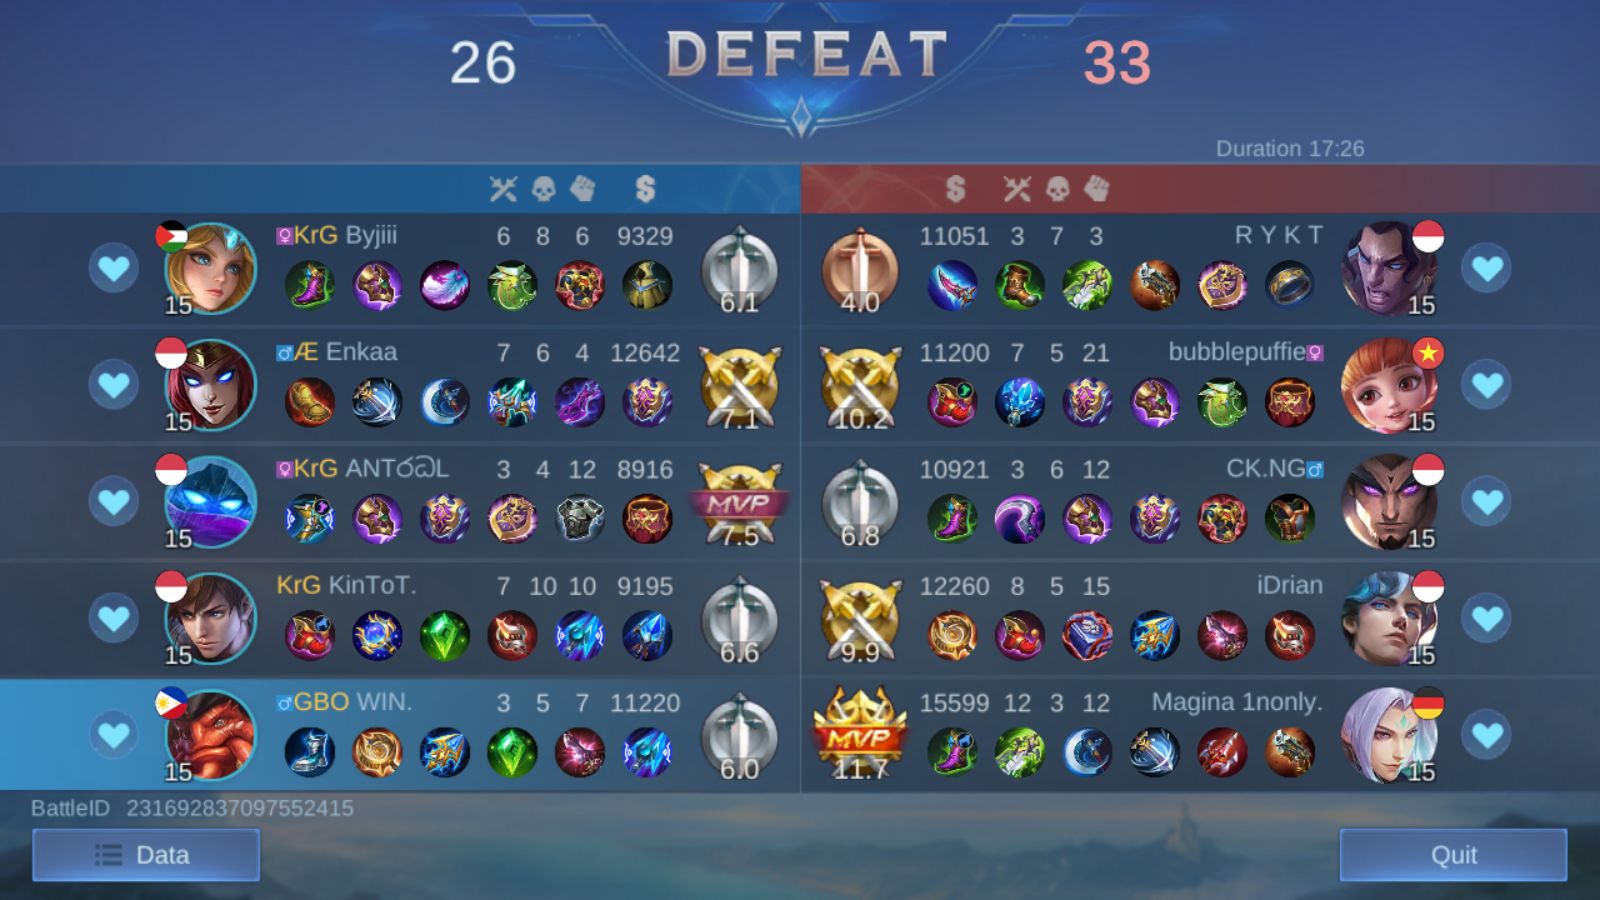 26 DEFEAT 33
Duration 17:26
KrG Byjiii 6 8 6 9329
15 6.1
11051 3 7 3 R Y K T
4.0 15
Æ Enkaa 7 6 4 12642
15 7.1
11200 7 5 21 bubblepuffie
10.2 15
3 4 12 8916
15 MVP 7.5
10921 3 6 12 CK.NG
6.8 15
KrG KinToT. 7 10 10 9195
15 6.6
12260 8 5 15 iDrian
9.9 15
GBO WIN. 3 5 7 11220
15 6.0
15599 12 3 12 Magina 1nonly.
MVP 11.7 15
BattleID 231692837097552415
Data
Quit